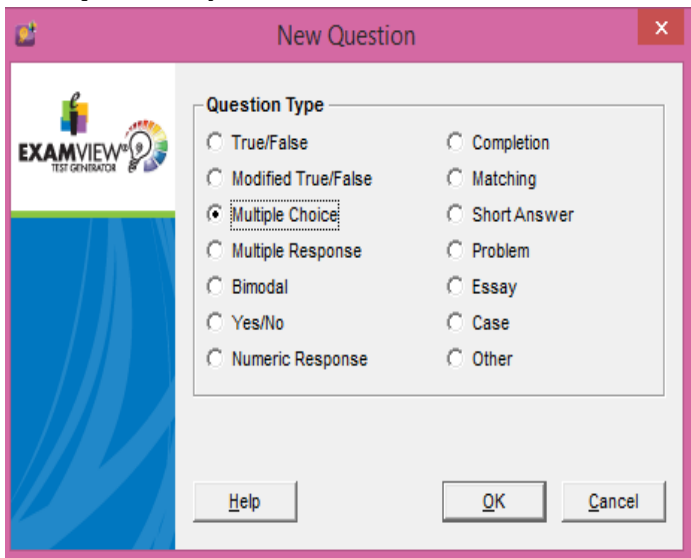 New Question
x
EXAMVIEW®
TEST GENERATOR
Question Type
True/False
Modified True/False
Multiple Choice
Multiple Response
Bimodal
Yes/No
Numeric Response
Completion
Matching
Short Answer
Problem
Essay
Case
Other
Help
OK
Cancel